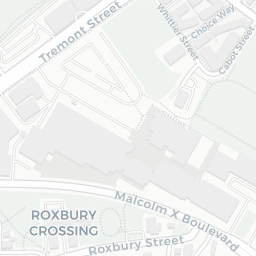 Choice Way
Whittier Street
Cabot Street
Tremont Street
Malcolm X Boulevard
ROXBURY
CROSSING
Roxbury Street